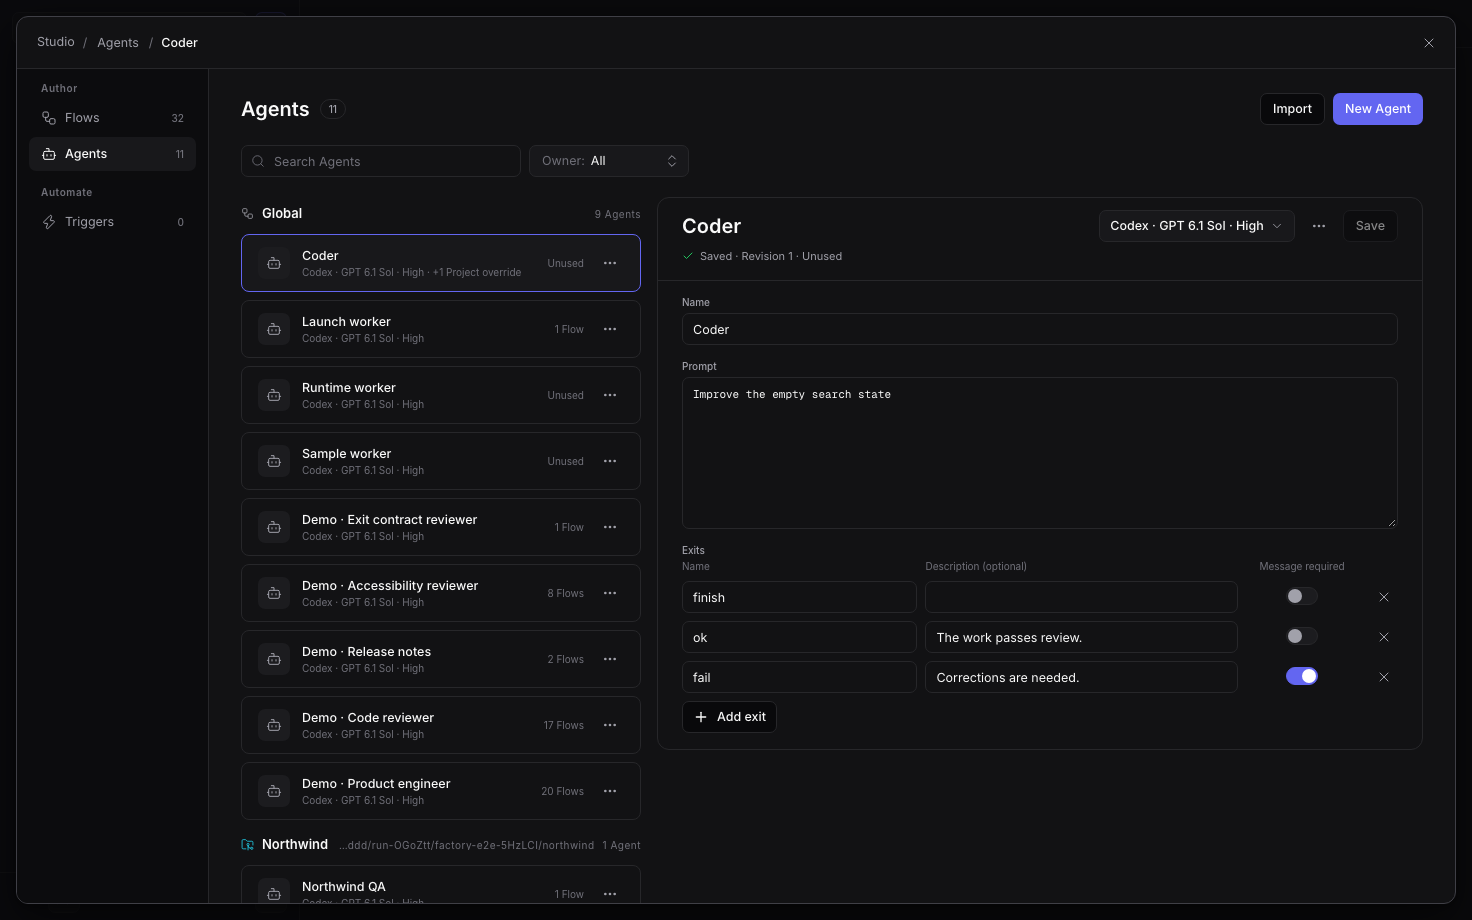 Studio / Agents / Coder
Author
Flows 32
Agents 11
Automate
Triggers 0
Agents 11
Import
New Agent
Search Agents
Owner: All
Global 9 Agents
Coder
Codex · GPT 6.1 Sol · High · +1 Project override
Unused
Launch worker
Codex · GPT 6.1 Sol · High
1 Flow
Runtime worker
Codex · GPT 6.1 Sol · High
Unused
Sample worker
Codex · GPT 6.1 Sol · High
Unused
Demo · Exit contract reviewer
Codex · GPT 6.1 Sol · High
1 Flow
Demo · Accessibility reviewer
Codex · GPT 6.1 Sol · High
8 Flows
Demo · Release notes
Codex · GPT 6.1 Sol · High
2 Flows
Demo · Code reviewer
Codex · GPT 6.1 Sol · High
17 Flows
Demo · Product engineer
Codex · GPT 6.1 Sol · High
20 Flows
Northwind ...ddd/run-OGoZtt/factory-e2e-5HzLCl/northwind 1 Agent
Northwind QA
Codex · GPT 6.1 Sol · High
1 Flow
Coder
Codex · GPT 6.1 Sol · High
Save
Saved · Revision 1 · Unused
Name
Coder
Prompt
Improve the empty search state
Exits
Name Description (optional) Message required
finish
ok The work passes review.
fail Corrections are needed.
Add exit